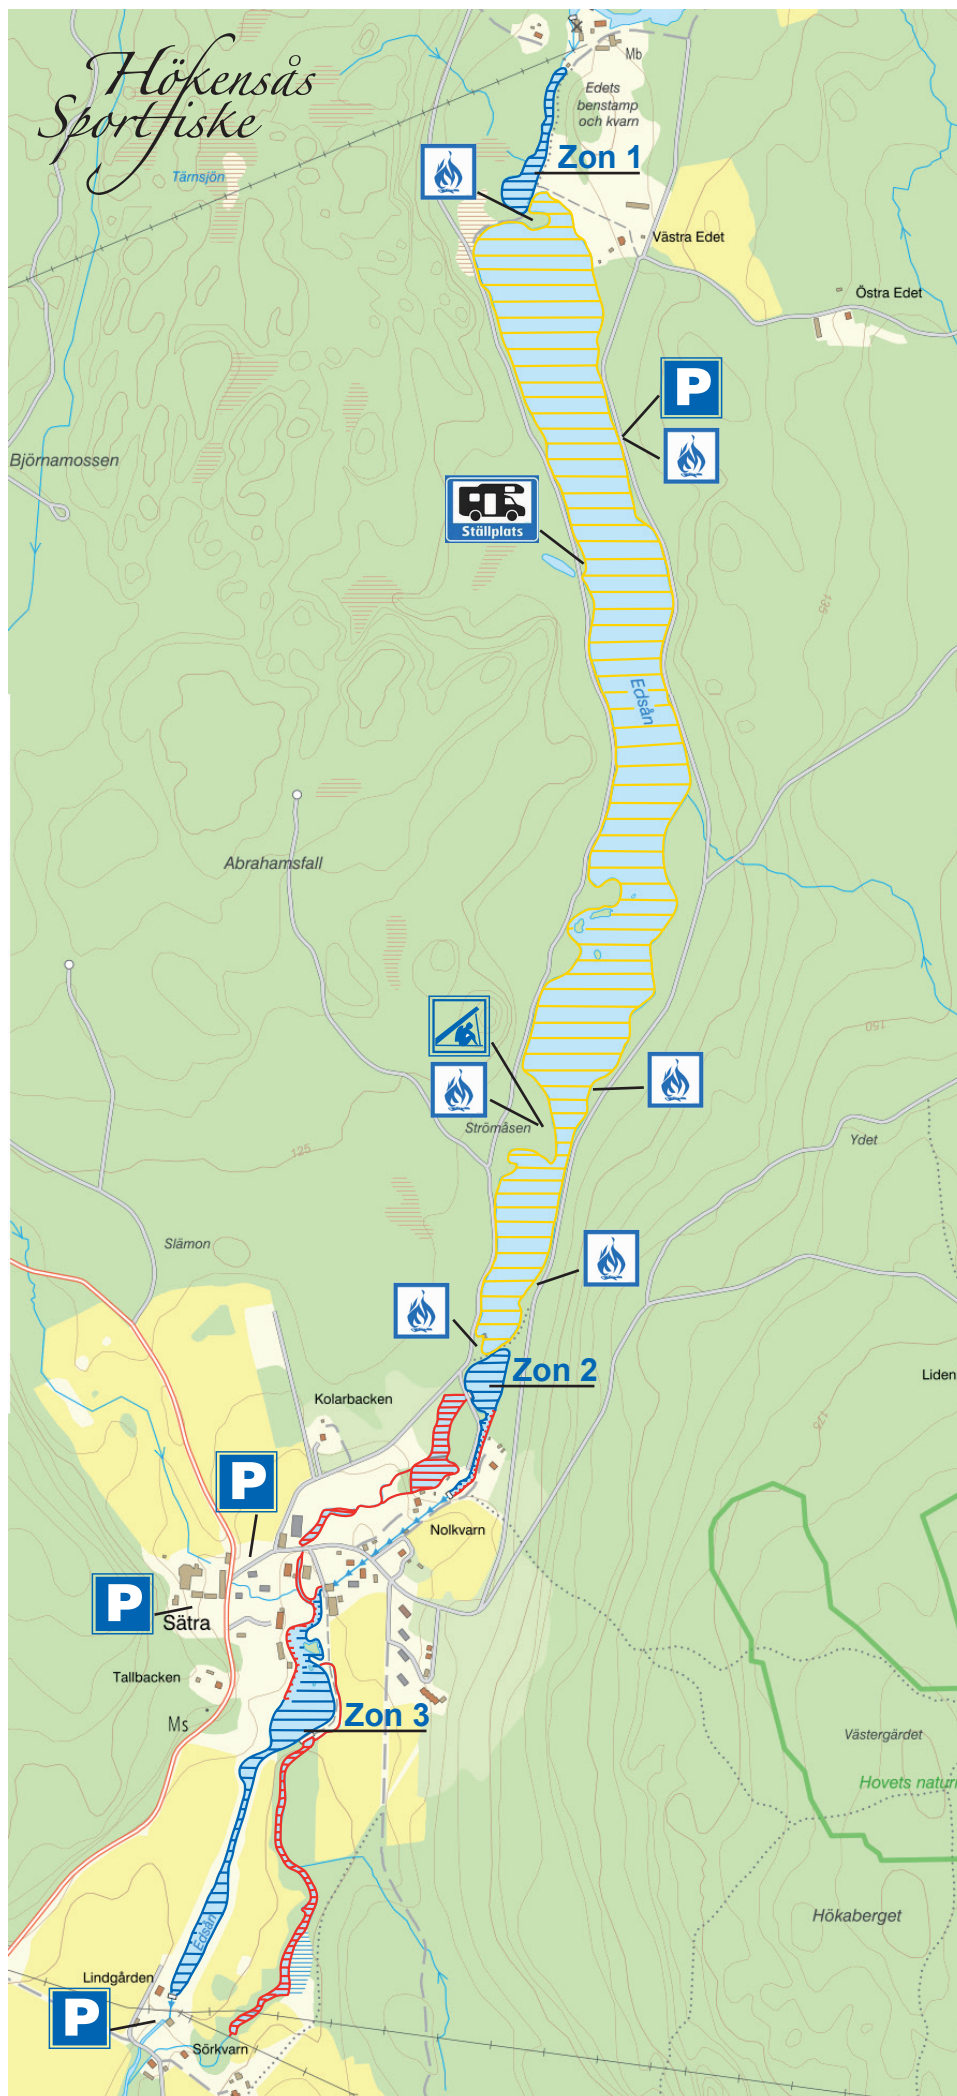 Hökensås
Sportfiske
Mb
Edets
benstamp
och kvarn
Zon 1
Tärnsjön
Västra Edet
Östra Edet
P
Björnamossen
Ställplats
135
Edsån
Abrahamsfall
150
Strömåsen
Ydet
125
Slämon
Zon 2
Liden
Kolarbacken
175
P
Nolkvarn
P
Sätra
Tallbacken
Ms
Zon 3
Västergärdet
Hovets natur
Hökaberget
Edsån
Lindgården
P
Sörkvarn